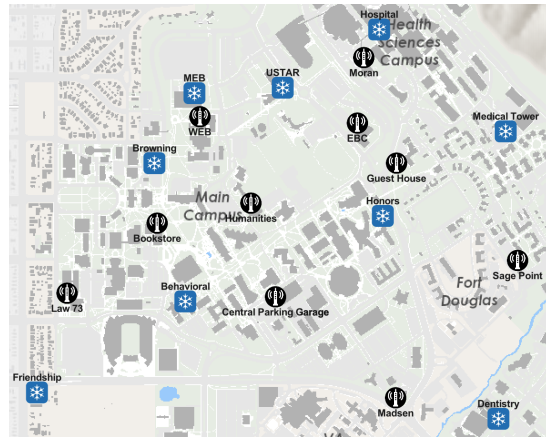 Hospital
Health
Sciences
Campus
Moran
MEB
USTAR
WEB
EBC
Medical Tower
Browning
Guest House
Main
Campus
Humanities
Honors
Bookstore
Sage Point
Fort
Douglas
Behavioral
Law 73
Central Parking Garage
Friendship
Madsen
Dentistry
VA